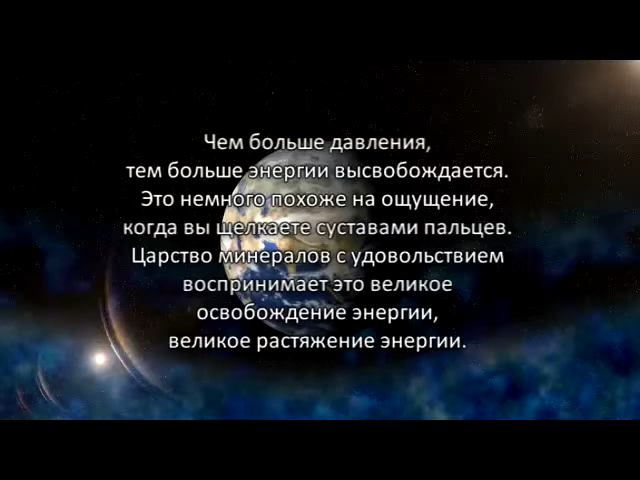 Чем больше давления,
тем больше энергии высвобождается.
Это немного похоже на ощущение,
когда вы щелкаете суставами пальцев.
Царство минералов с удовольствием
воспринимает это великое
освобождение энергии,
великое растяжение энергии.